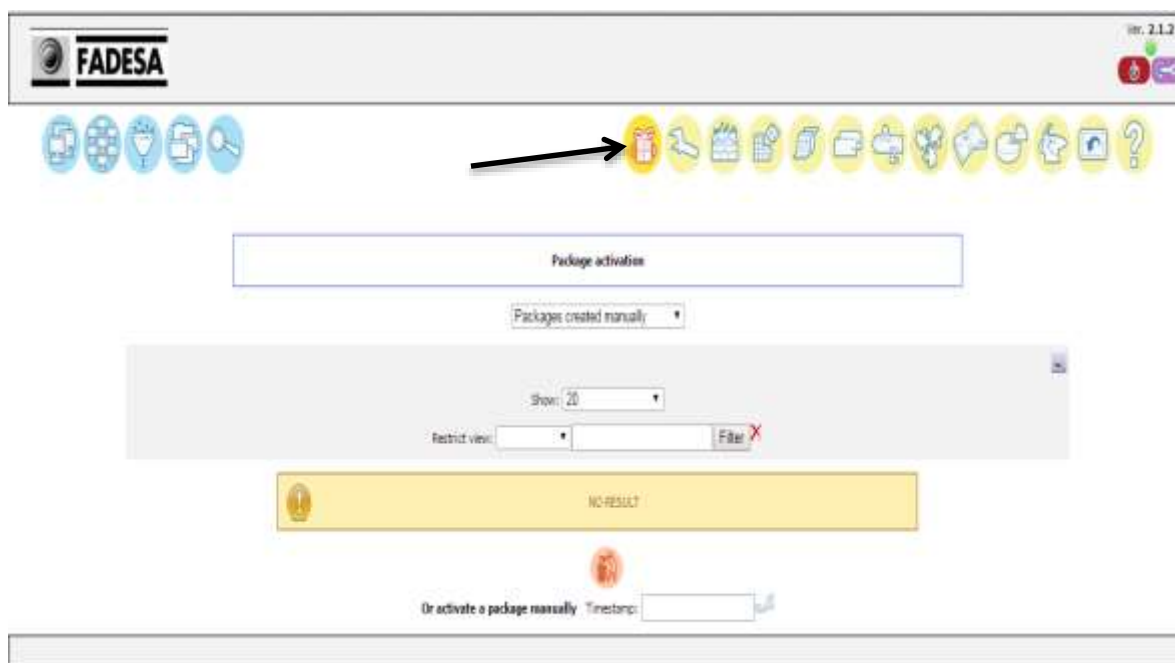 Ver. 2.1.2
FADESA
Package activation
Packages created manually
Show: 20
Restrict view: Filter X
NO RESULT
Or activate a package manually Timestamp: